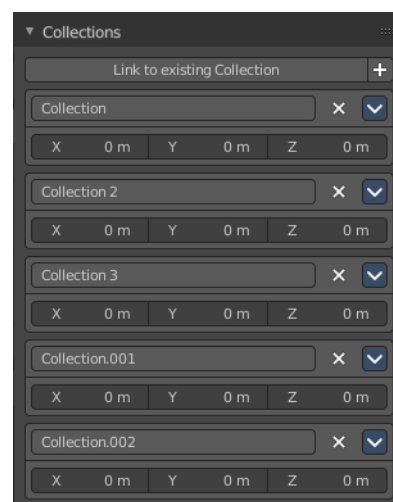 Collections
Link to existing Collection
Collection
X 0 m Y 0 m Z 0 m
Collection 2
X 0 m Y 0 m Z 0 m
Collection 3
X 0 m Y 0 m Z 0 m
Collection.001
X 0 m Y 0 m Z 0 m
Collection.002
X 0 m Y 0 m Z 0 m